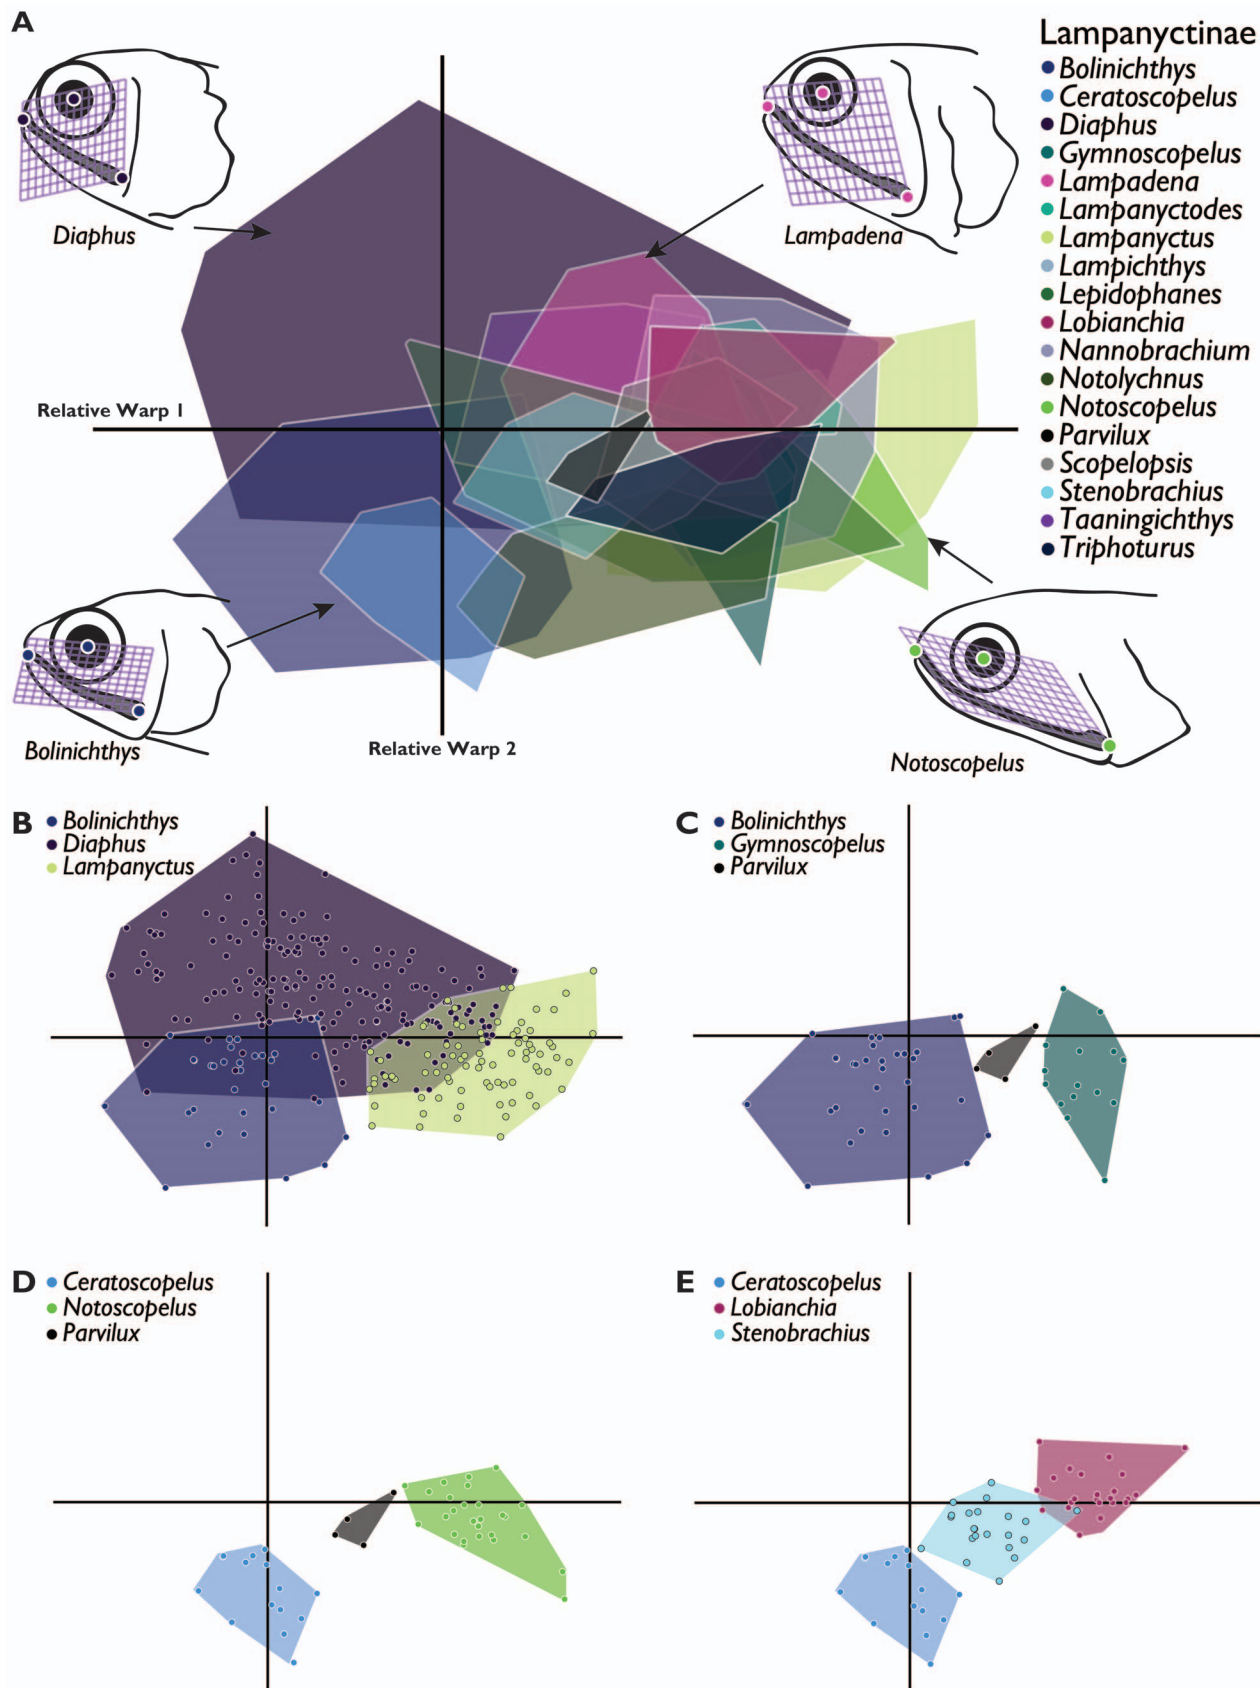 A
Diaphus
Lampadena
Relative Warp 1
Relative Warp 2
Bolinichthys
Notoscopelus
Lampanyctinae
Bolinichthys
Ceratoscopelus
Diaphus
Gymnoscopelus
Lampadena
Lampanyctodes
Lampanyctus
Lampichthys
Lepidophanes
Lobianchia
Nannobrachium
Notolychnus
Notoscopelus
Parvilux
Scopelopsis
Stenobrachius
Taaningichthys
Triphoturus
B
Bolinichthys
Diaphus
Lampanyctus
C
Bolinichthys
Gymnoscopelus
Parvilux
D
Ceratoscopelus
Notoscopelus
Parvilux
E
Ceratoscopelus
Lobianchia
Stenobrachius